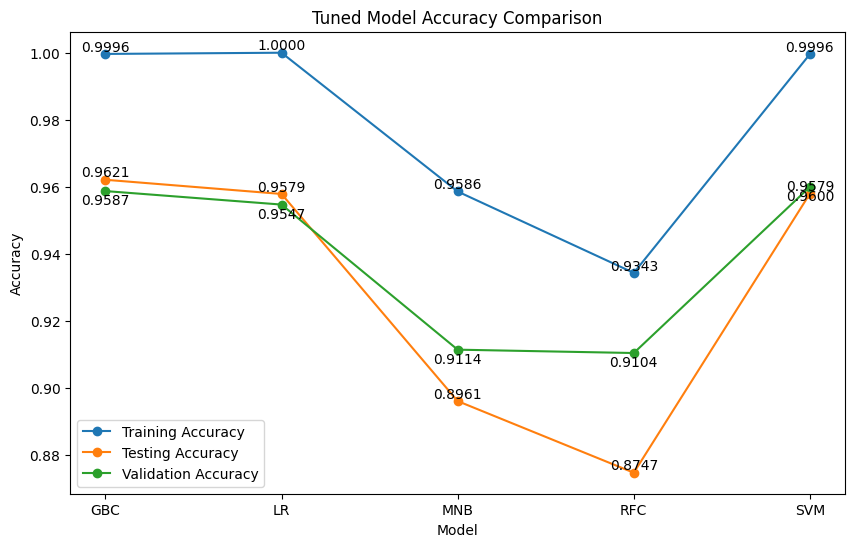 Tuned Model Accuracy Comparison
1.00
0.98
0.96
0.94
0.92
0.90
0.88
Accuracy
0.9996
1.0000
0.9586
0.9343
0.9996
0.9621
0.9579
0.8961
0.8747
0.9579
0.9587
0.9547
0.9114
0.9104
0.9600
Training Accuracy
Testing Accuracy
Validation Accuracy
GBC
LR
MNB
RFC
SVM
Model